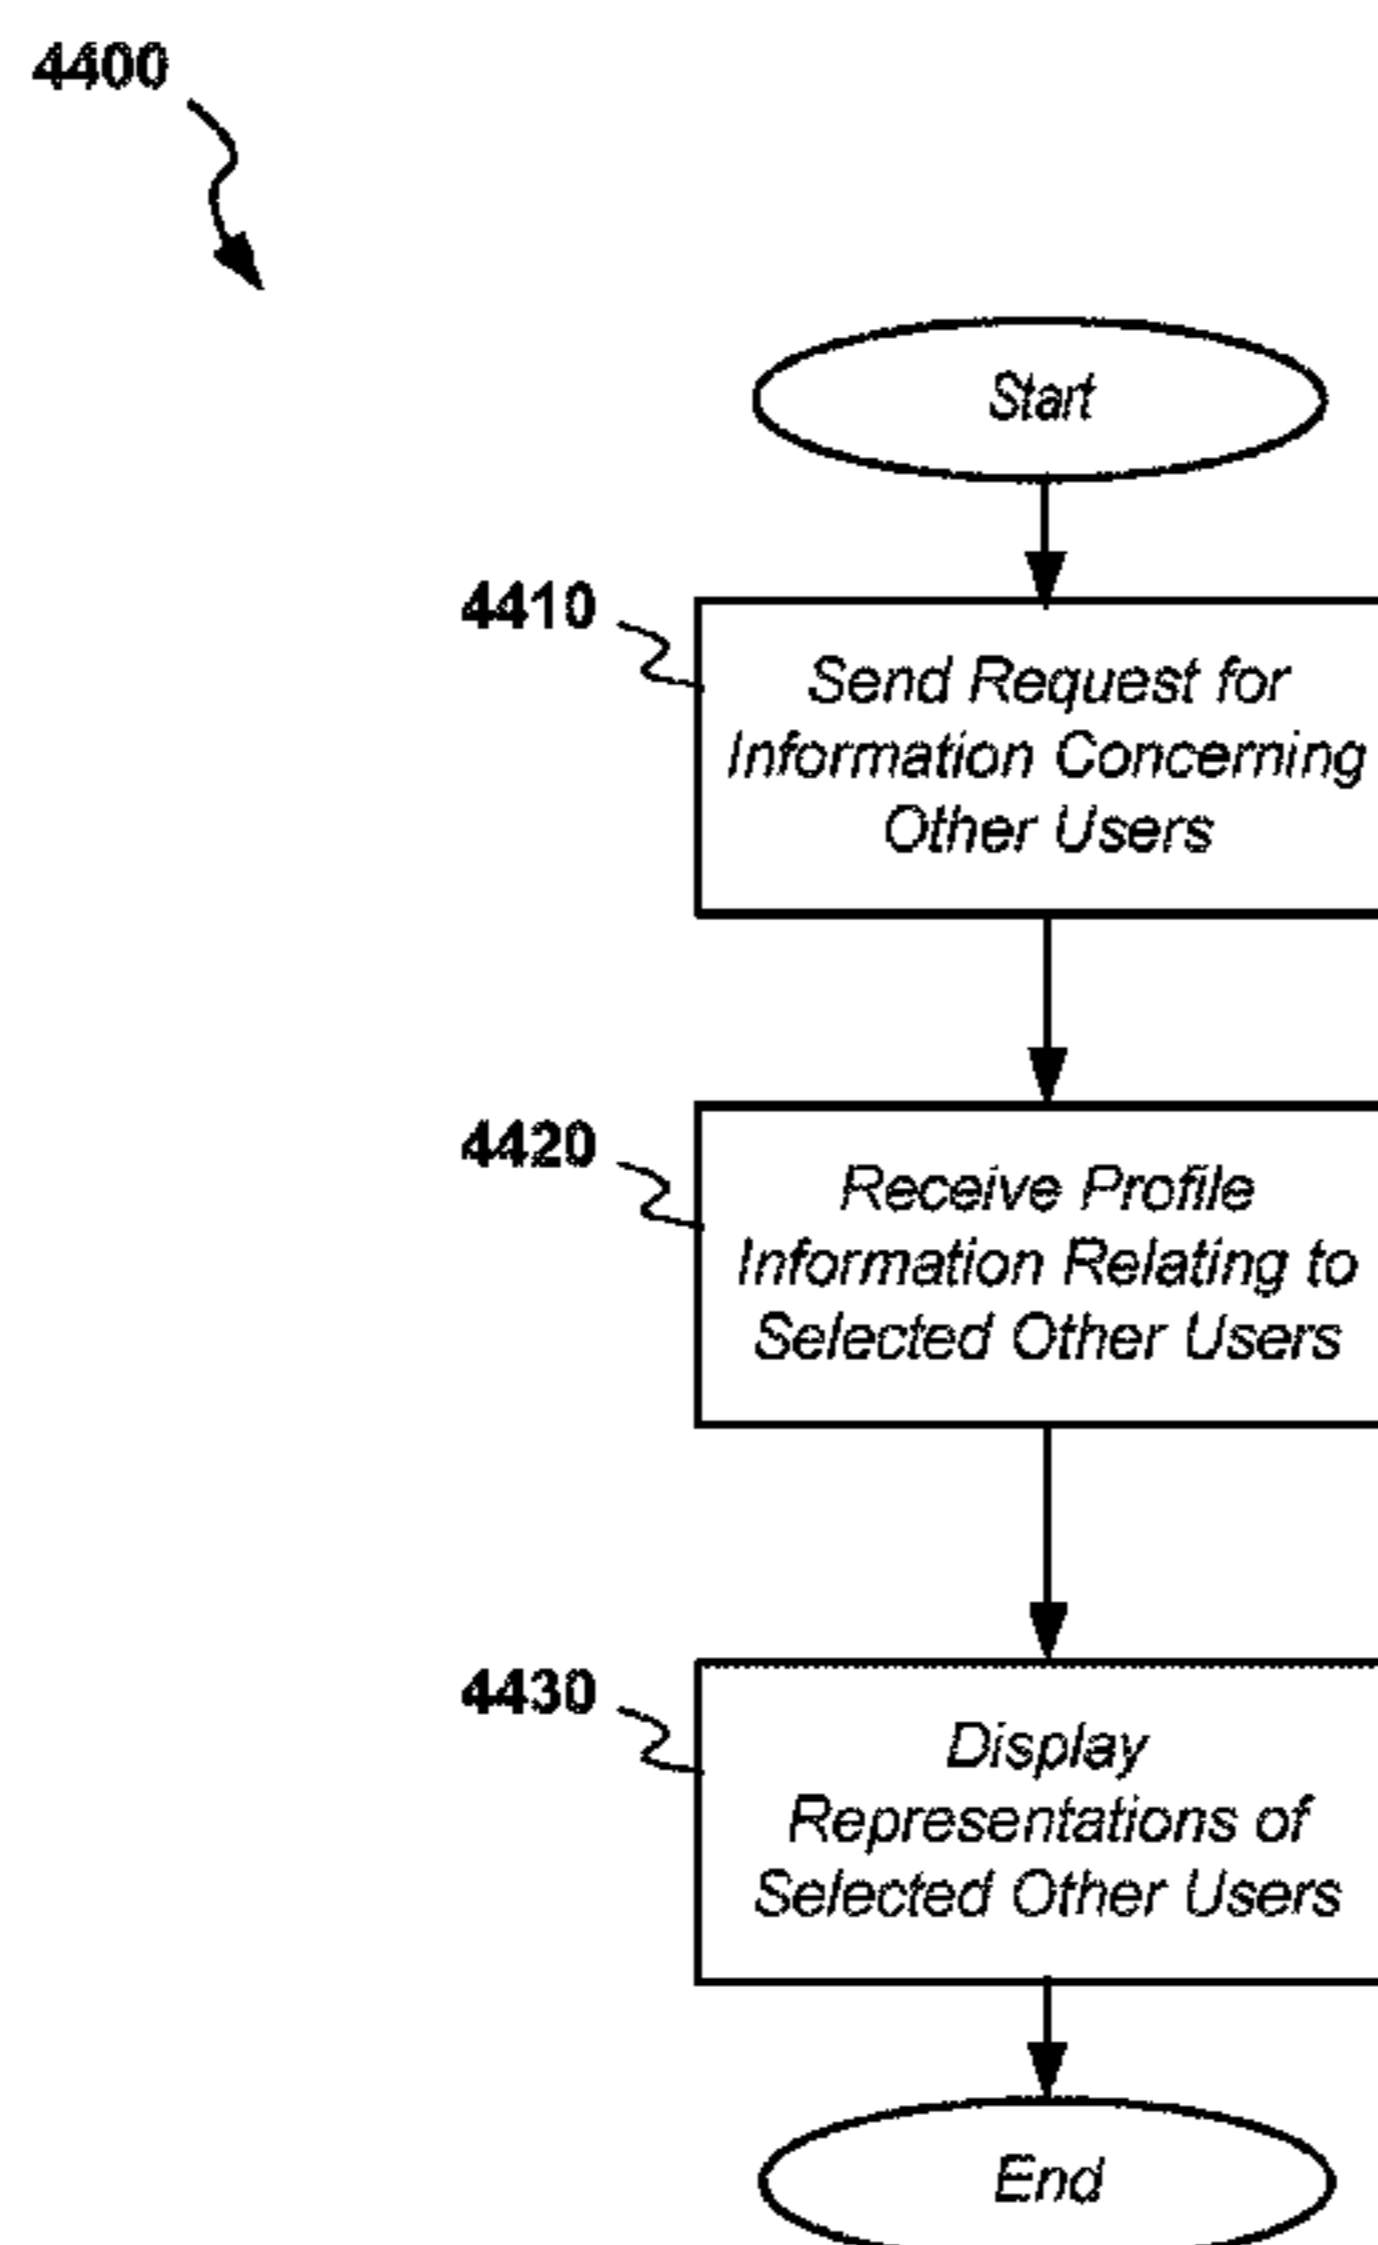 4400
Start
4410
Send Request for
Information Concerning
Other Users
4420
Receive Profile
Information Relating to
Selected Other Users
4430
Display
Representations of
Selected Other Users
End